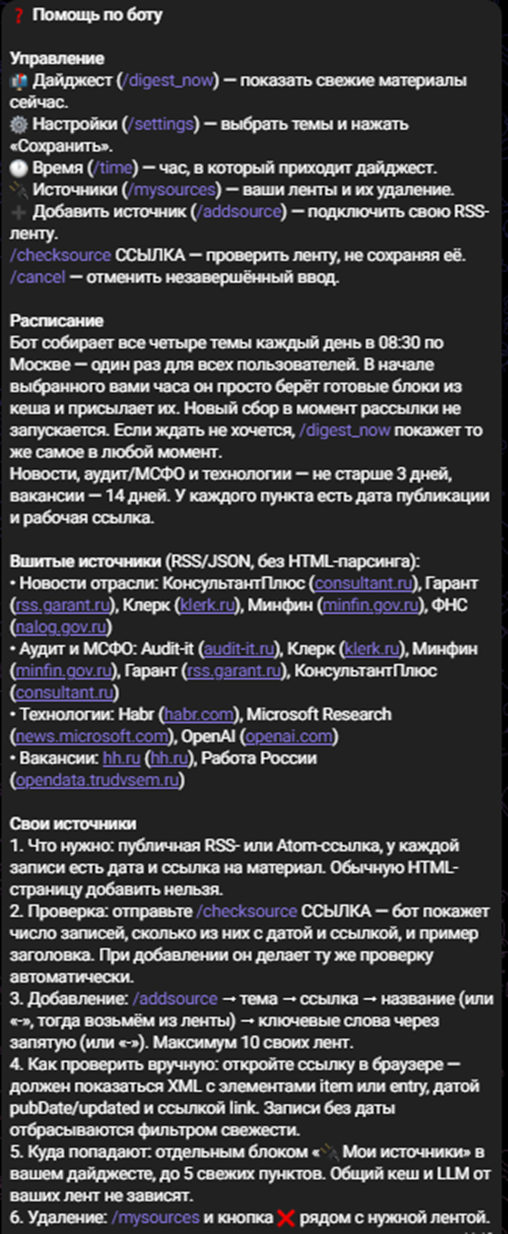 ❓ Помощь по боту
Управление
📬 Дайджест (/digest_now) — показать свежие материалы
сейчас.
⚙️ Настройки (/settings) — выбрать темы и нажать
«Сохранить».
🕐 Время (/time) — час, в который приходит дайджест.
🔌 Источники (/mysources) — ваши ленты и их удаление.
➕ Добавить источник (/addsource) — подключить свою RSS-
ленту.
/checksource ССЫЛКА — проверить ленту, не сохраняя её.
/cancel — отменить незавершённый ввод.
Расписание
Бот собирает все четыре темы каждый день в 08:30 по
Москве — один раз для всех пользователей. В начале
выбранного вами часа он просто берёт готовые блоки из
кеша и присылает их. Новый сбор в момент рассылки не
запускается. Если ждать не хочется, /digest_now покажет то
же самое в любой момент.
Новости, аудит/МСФО и технологии — не старше 3 дней,
вакансии — 14 дней. У каждого пункта есть дата публикации
и рабочая ссылка.
Вшитые источники (RSS/JSON, без HTML-парсинга):
• Новости отрасли: КонсультантПлюс (consultant.ru), Гарант
(rss.garant.ru), Клерк (klerk.ru), Минфин (minfin.gov.ru), ФНС
(nalog.gov.ru)
• Аудит и МСФО: Audit-it (audit-it.ru), Клерк (klerk.ru), Минфин
(minfin.gov.ru), Гарант (rss.garant.ru), КонсультантПлюс
(consultant.ru)
• Технологии: Habr (habr.com), Microsoft Research
(news.microsoft.com), OpenAI (openai.com)
• Вакансии: hh.ru (hh.ru), Работа России
(opendata.trudvsem.ru)
Свои источники
1. Что нужно: публичная RSS- или Atom-ссылка, у каждой
записи есть дата и ссылка на материал. Обычную HTML-
страницу добавить нельзя.
2. Проверка: отправьте /checksource ССЫЛКА — бот покажет
число записей, сколько из них с датой и ссылкой, и пример
заголовка. При добавлении он делает ту же проверку
автоматически.
3. Добавление: /addsource → тема → ссылка → название (или
«-», тогда возьмём из ленты) → ключевые слова через
запятую (или «-»). Максимум 10 своих лент.
4. Как проверить вручную: откройте ссылку в браузере —
должен показаться XML с элементами item или entry, датой
pubDate/updated и ссылкой link. Записи без даты
отбрасываются фильтром свежести.
5. Куда попадают: отдельным блоком «🔌 Мои источники» в
вашем дайджесте, до 5 свежих пунктов. Общий кеш и LLM от
ваших лент не зависят.
6. Удаление: /mysources и кнопка ❌ рядом с нужной лентой.